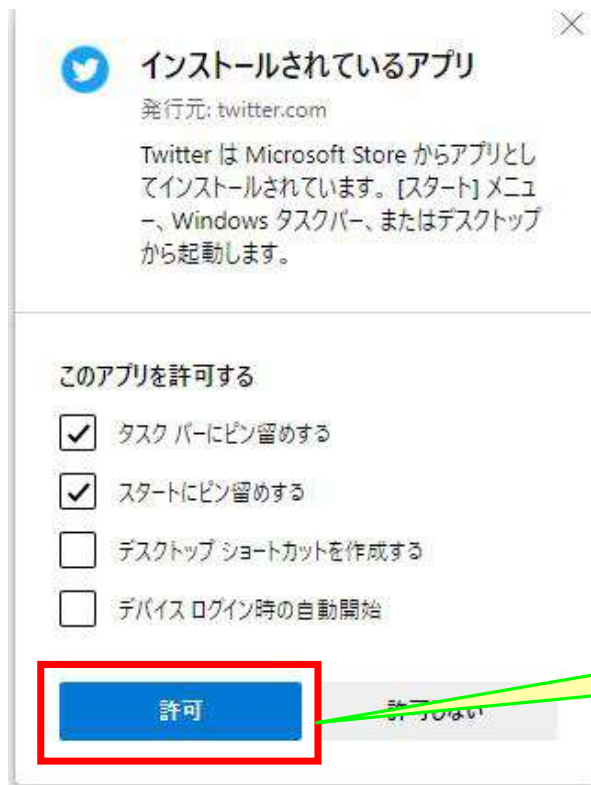 インストールされているアプリ
発行元: twitter.com
Twitter は Microsoft Store からアプリとし
てインストールされています。[スタート] メニュ
ー、Windows タスクバー、またはデスクトップ
から起動します。
このアプリを許可する
タスク バーにピン留めする
スタートにピン留めする
デスクトップ ショートカットを作成する
デバイス ログイン時の自動開始
許可
許可しない